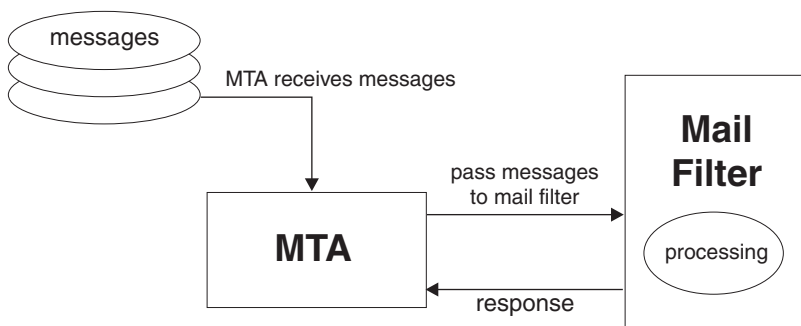 messages
MTA receives messages
Mail
Filter
pass messages
to mail filter
MTA
processing
response